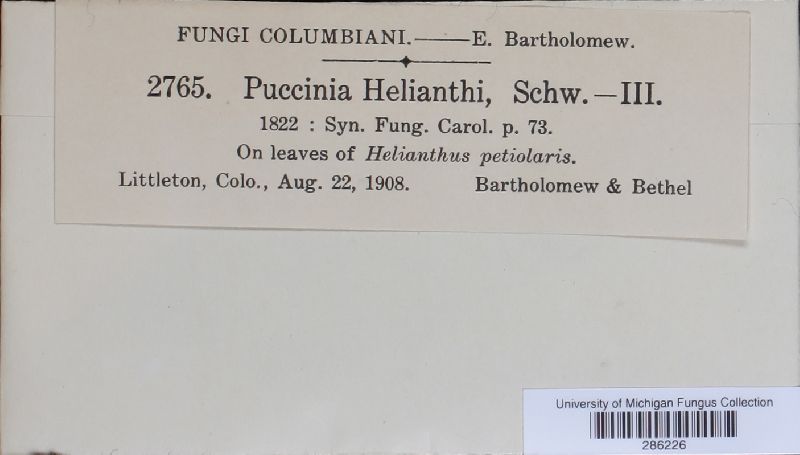 FUNGI COLUMBIANI.——E. Bartholomew.
2765. Puccinia Helianthi, Schw.—III.
1822 : Syn. Fung. Carol. p. 73.
On leaves of Helianthus petiolaris.
Littleton, Colo., Aug. 22, 1908. Bartholomew & Bethel
University of Michigan Fungus Collection
286226